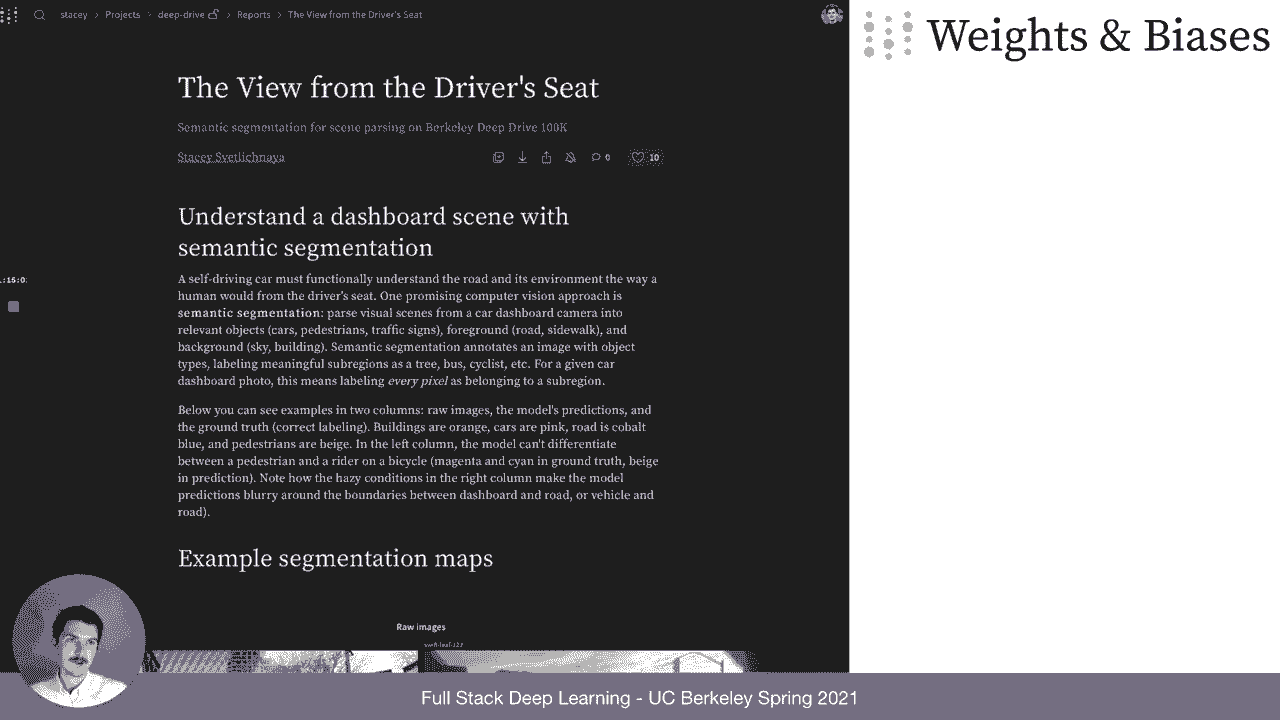 stacey > Projects > deep-drive > Reports > The View from the Driver's Seat
Weights & Biases
The View from the Driver's Seat
Semantic segmentation for scene parsing on Berkeley Deep Drive 100K
Stacey Svetlichnaya
0
10
Understand a dashboard scene with
semantic segmentation
A self-driving car must functionally understand the road and its environment the way a
human would from the driver's seat. One promising computer vision approach is
semantic segmentation: parse visual scenes from a car dashboard camera into
relevant objects (cars, pedestrians, traffic signs), foreground (road, sidewalk), and
background (sky, building). Semantic segmentation annotates an image with object
types, labeling meaningful subregions as a tree, bus, cyclist, etc. For a given car
dashboard photo, this means labeling every pixel as belonging to a subregion.
Below you can see examples in two columns: raw images, the model's predictions, and
the ground truth (correct labeling). Buildings are orange, cars are pink, road is cobalt
blue, and pedestrians are beige. In the left column, the model can't differentiate
between a pedestrian and a rider on a bicycle (magenta and cyan in ground truth, beige
in prediction). Note how the hazy conditions in the right column make the model
predictions blurry around the boundaries between dashboard and road, or vehicle and
road).
Example segmentation maps
Raw images
Full Stack Deep Learning - UC Berkeley Spring 2021